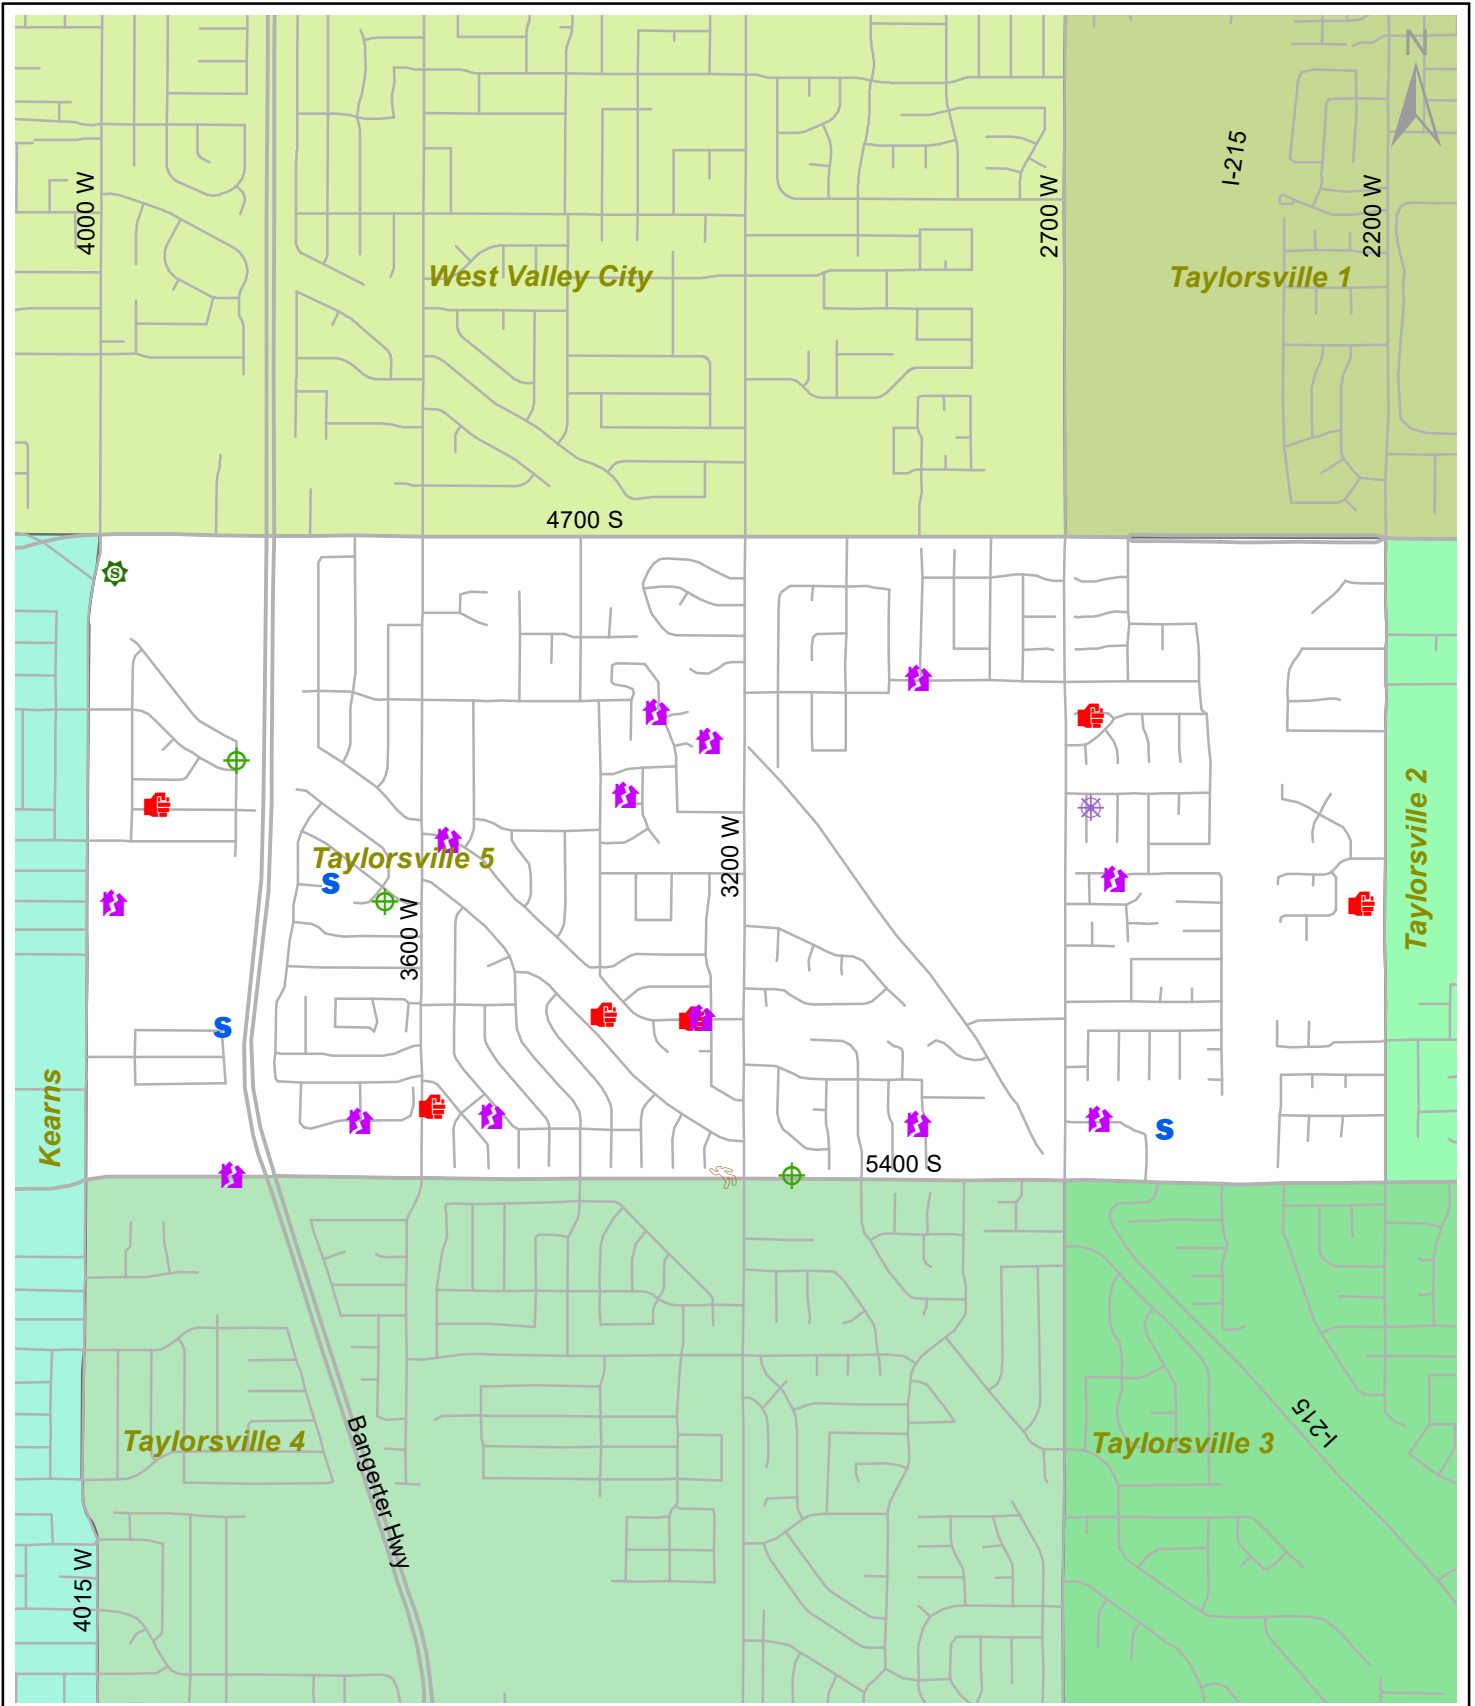 N
I-215
4000 W
2700 W
2200 W
West Valley City
Taylorsville 1
4700 S
S
Taylorsville 2
3200 W
Taylorsville 5
S
3600 W
S
Kearns
S
5400 S
Taylorsville 4
Bangerter Hwy
I-215
Taylorsville 3
4015 W